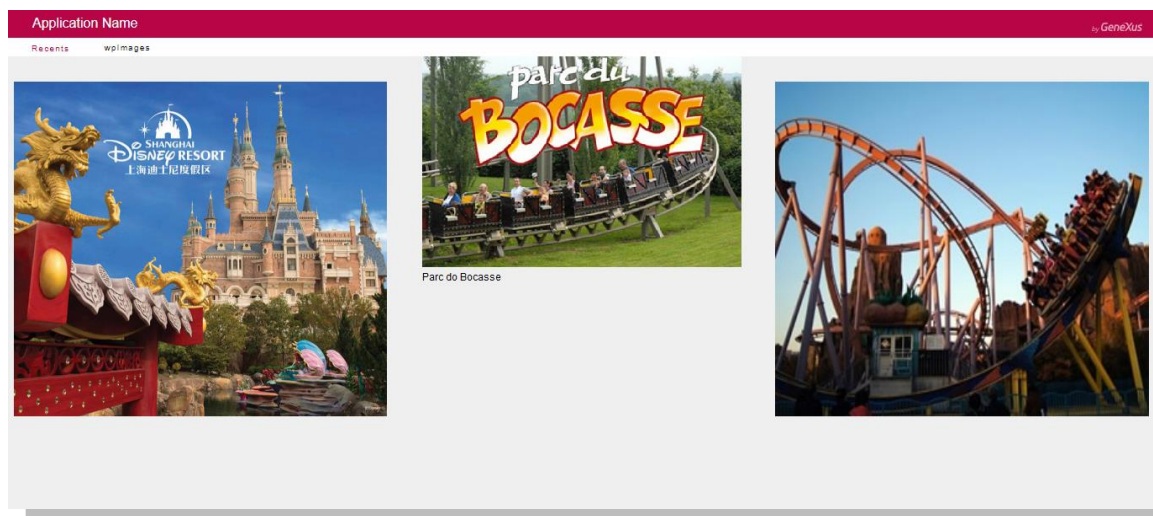 Application Name
by GeneXus
Recents
wpImages
SHANGHAI
DISNEY RESORT
上海迪士尼度假区
parc du
BOCASSE
Parc do Bocasse